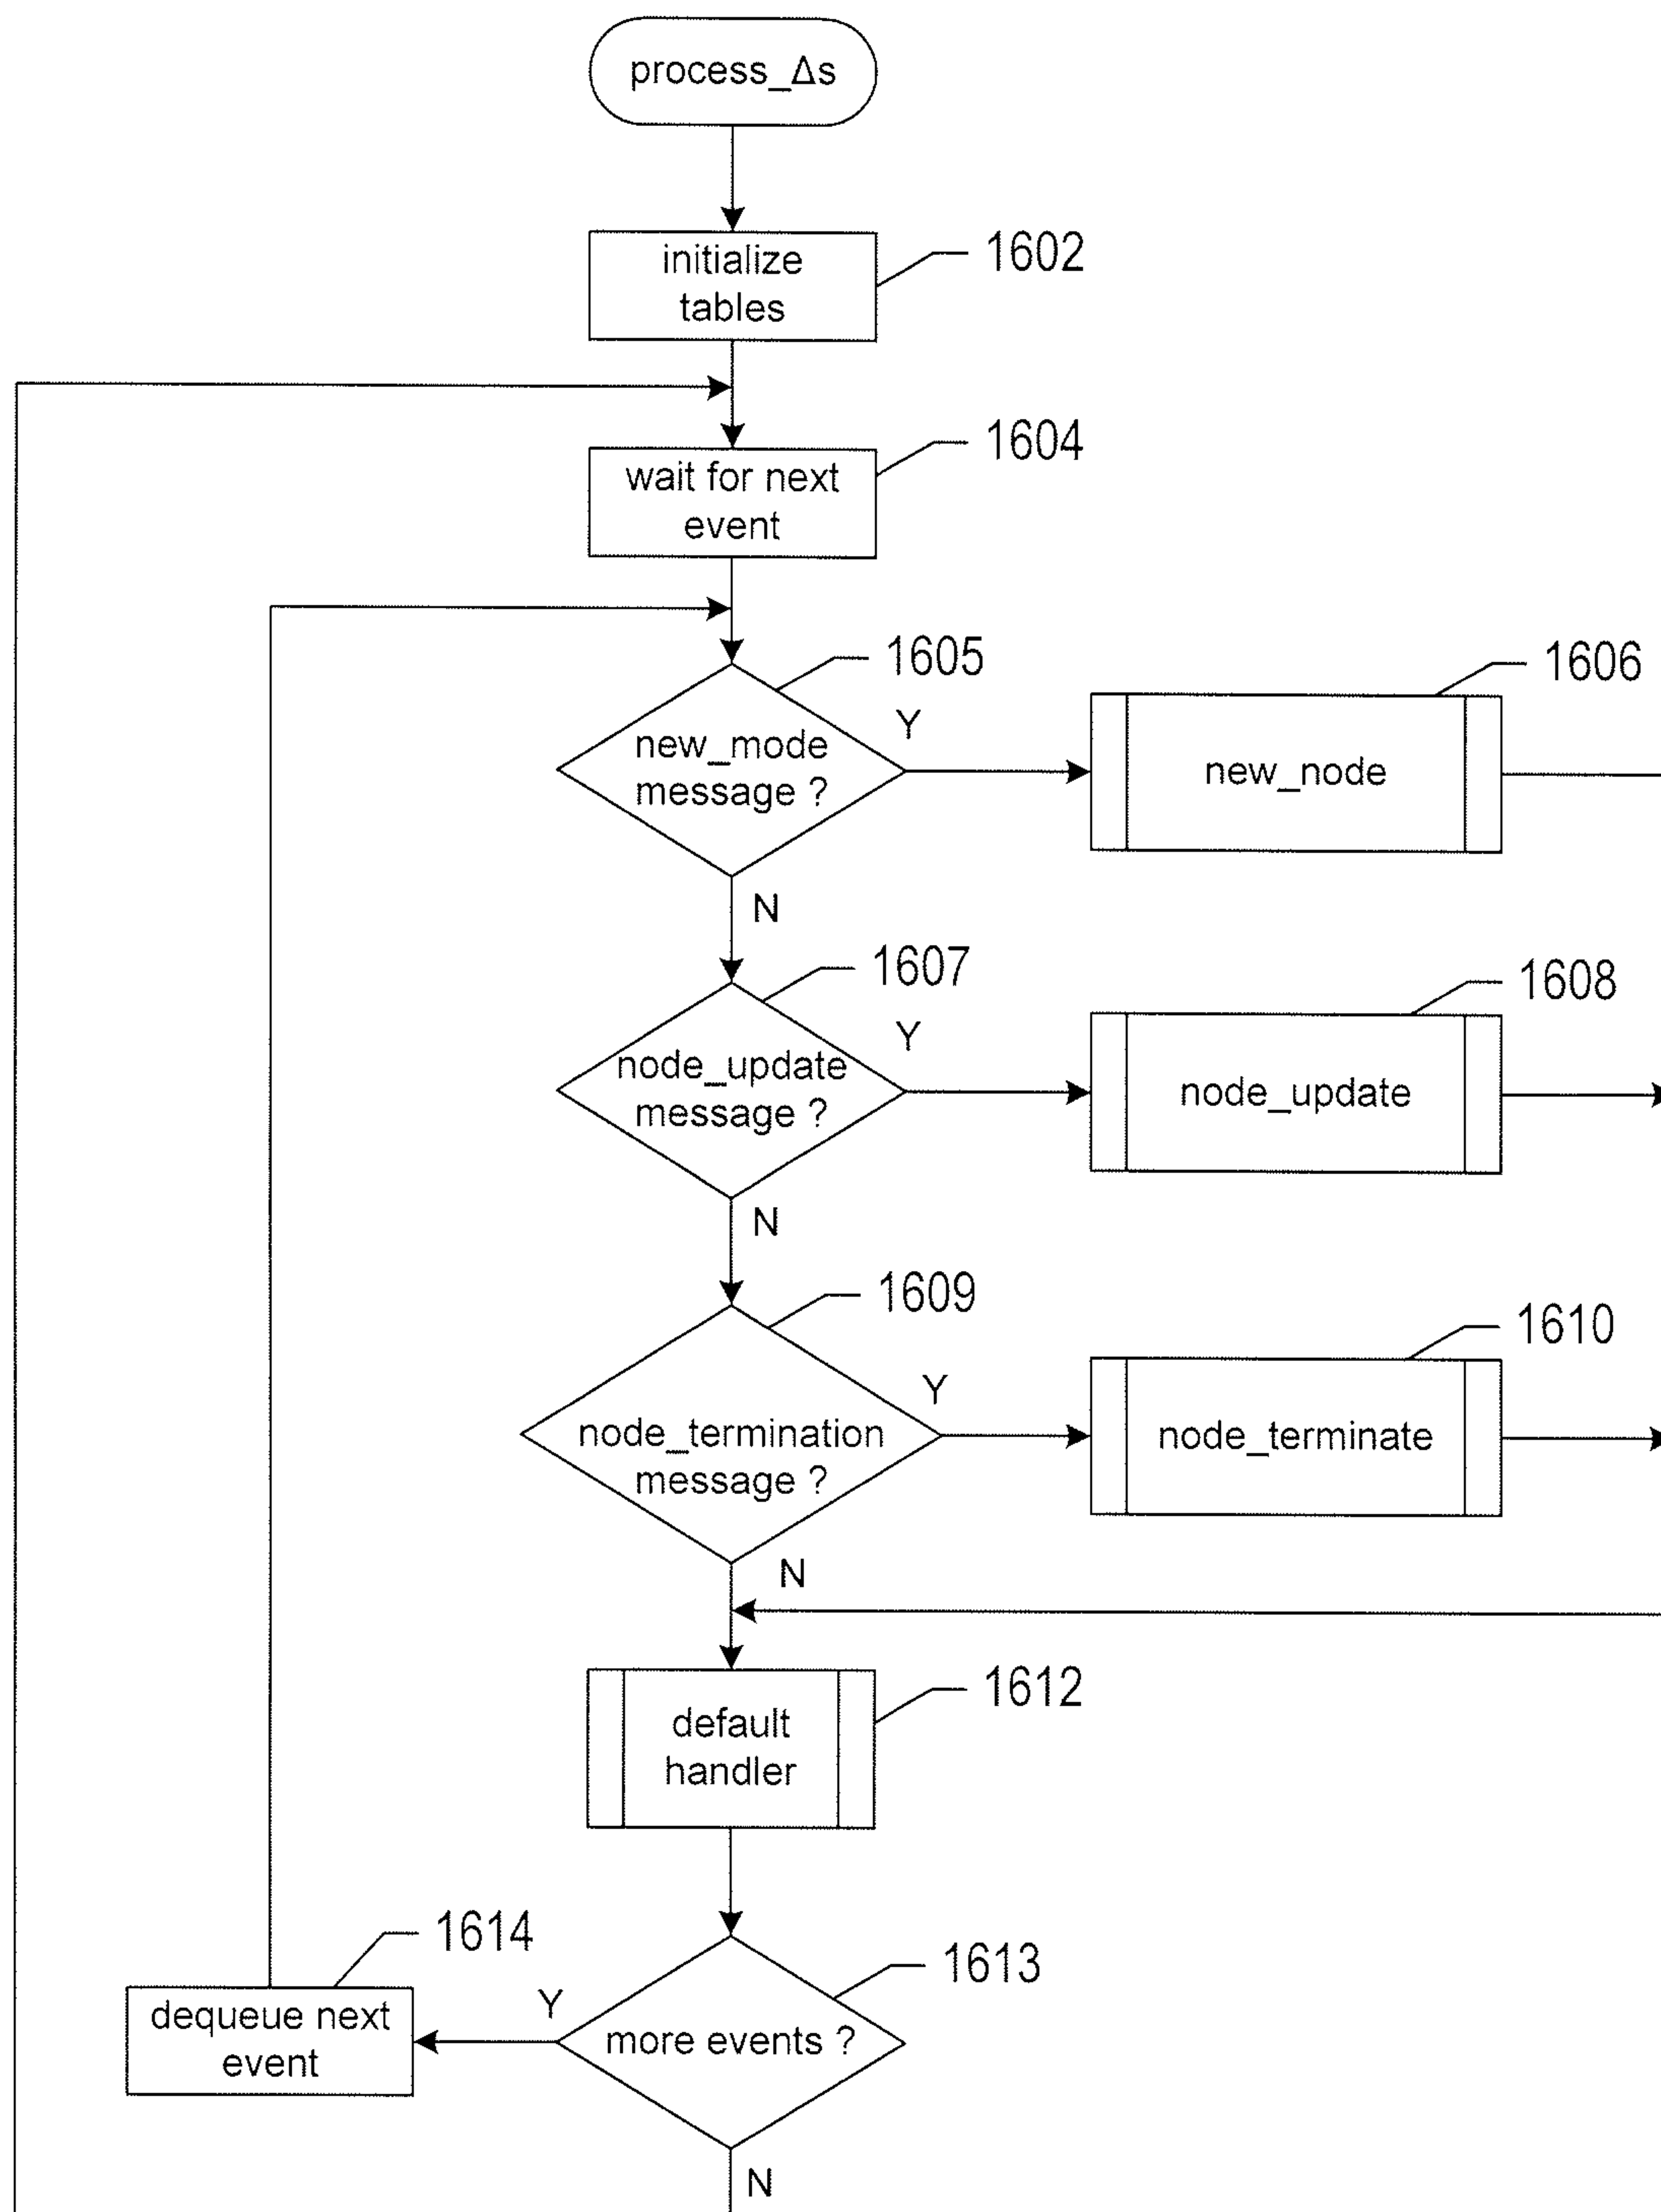 process_Δs
initialize
tables
1602
wait for next
event
1604
1605
new_mode
message ?
Y
1606
new_node
N
1607
node_update
message ?
Y
1608
node_update
N
1609
node_termination
message ?
Y
1610
node_terminate
N
default
handler
1612
1614
dequeue next
event
Y
1613
more events ?
N